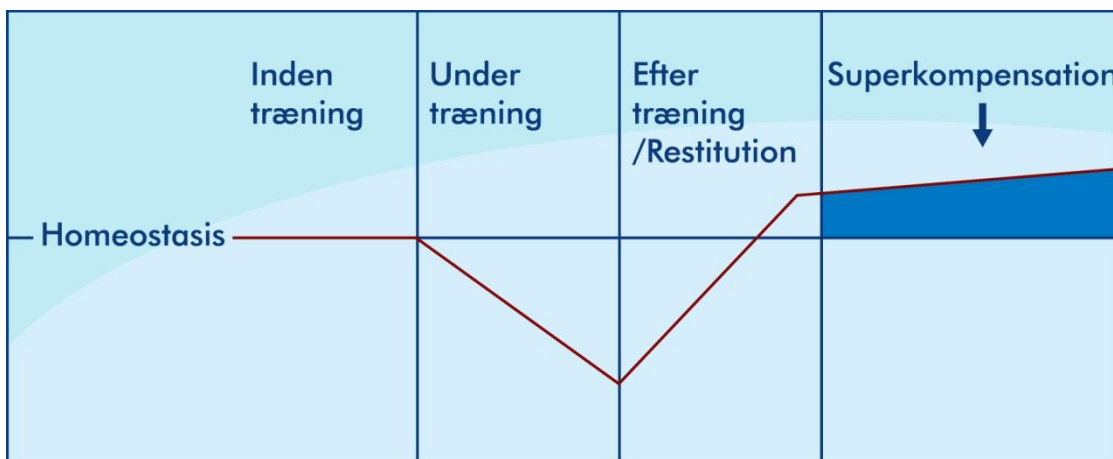 Inden
træning
Under
træning
Efter
træning
/Restitution
Superkompensation
Homeostasis